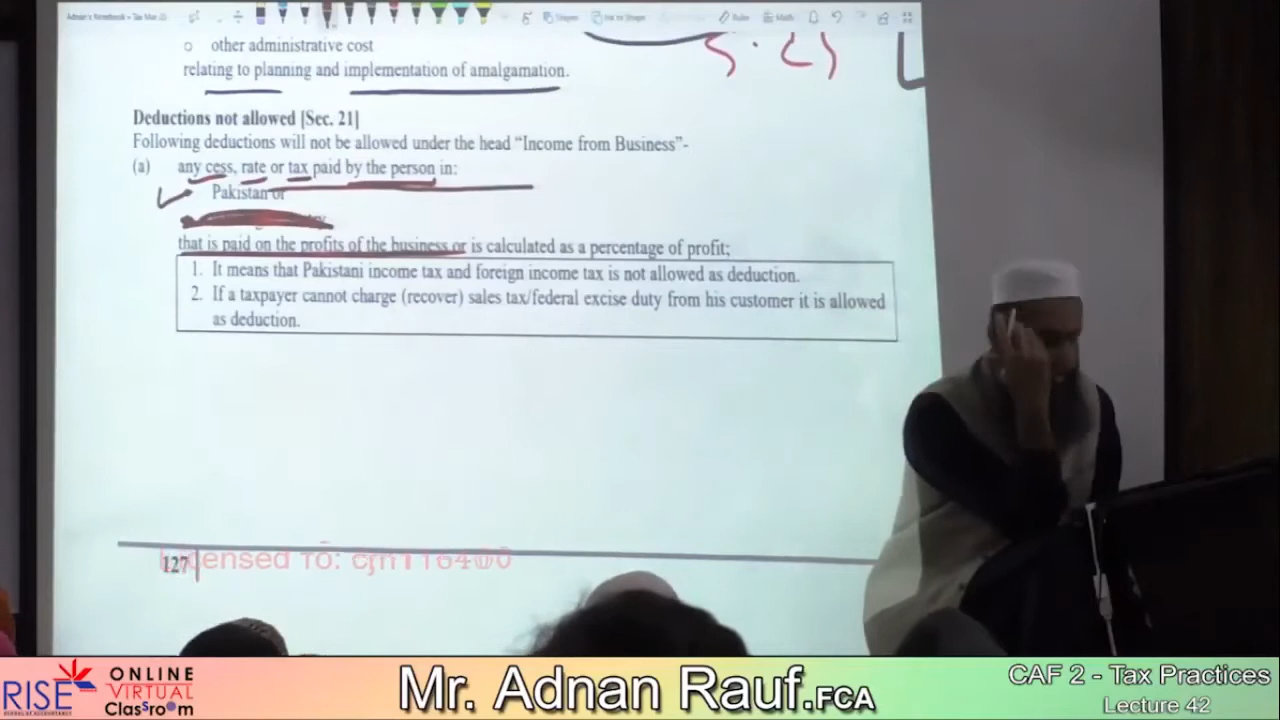 Ruler
Math
o other administrative cost
relating to planning and implementation of amalgamation.
Deductions not allowed [Sec. 21]
Following deductions will not be allowed under the head “Income from Business”-
(a) any cess, rate or tax paid by the person in:
Pakistan or
that is paid on the profits of the business or is calculated as a percentage of profit;
1. It means that Pakistani income tax and foreign income tax is not allowed as deduction.
2. If a taxpayer cannot charge (recover) sales tax/federal excise duty from his customer it is allowed
as deduction.
127
RISE
ONLINE
VIRTUAL
Classroom
Mr. Adnan Rauf.FCA
CAF 2 - Tax Practices
Lecture 42